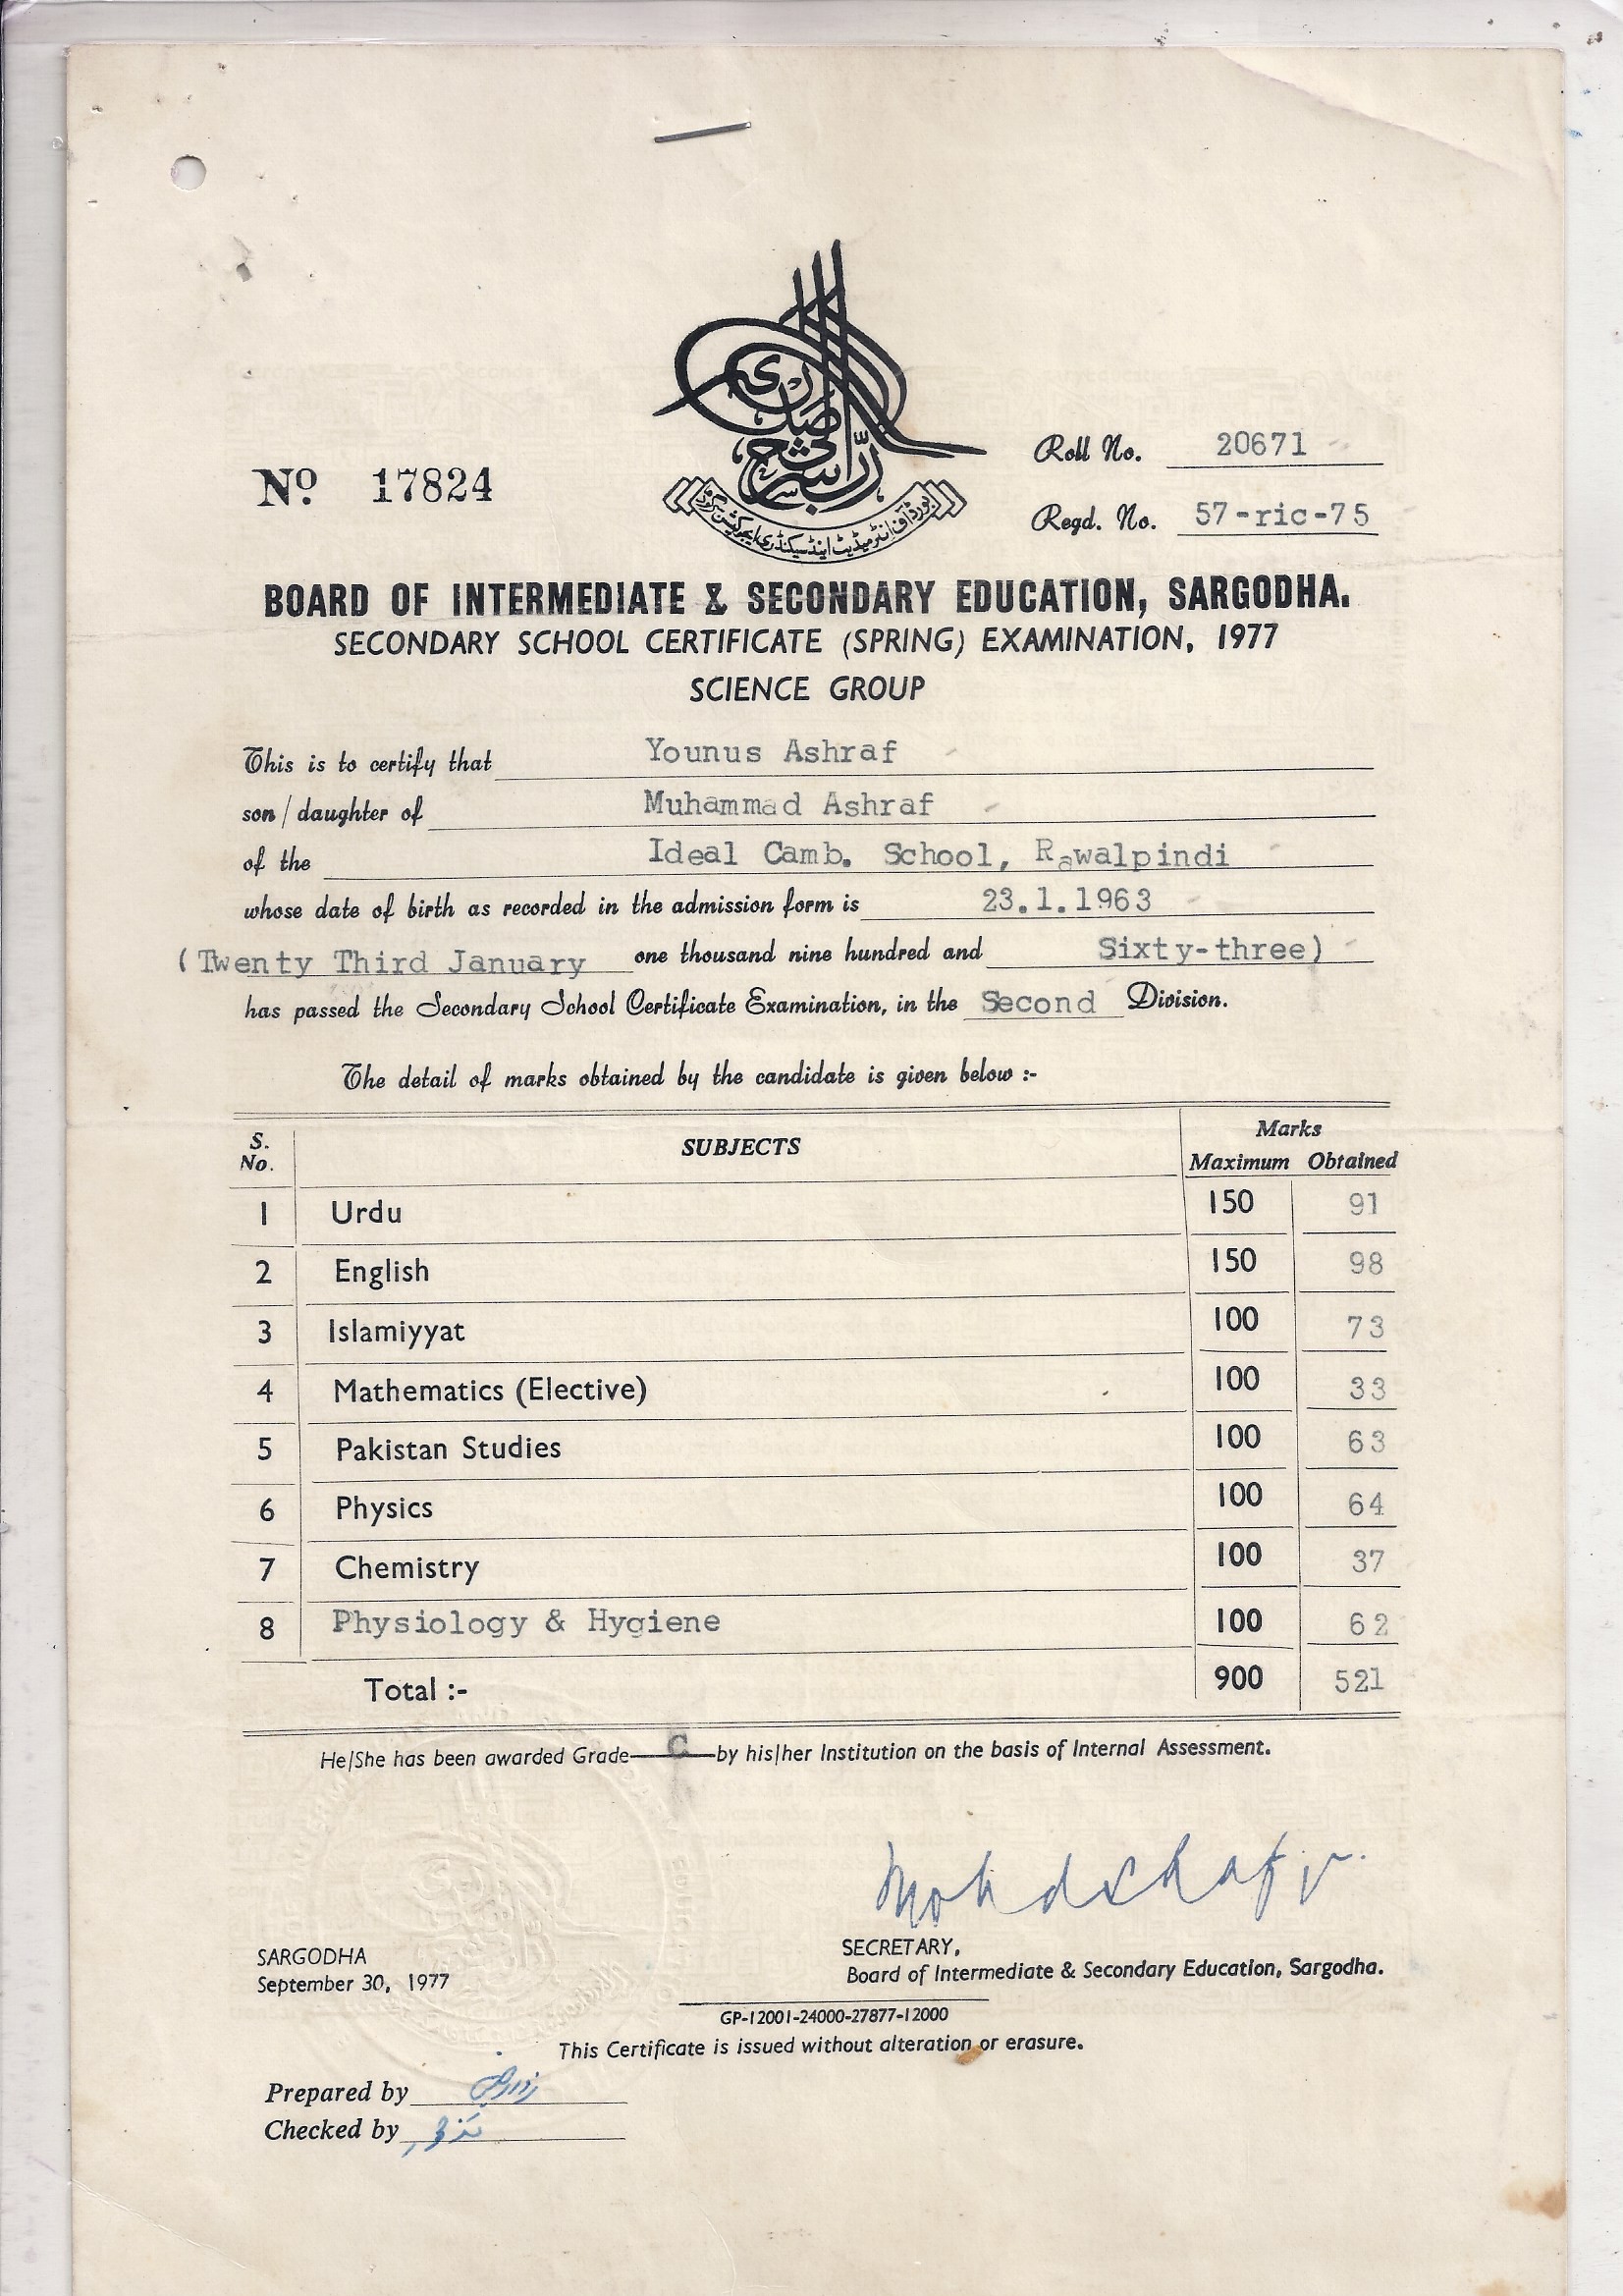 رب اشرح لی صدری
بورڈ آف انٹرمیڈیٹ اینڈ سیکنڈری ایجوکیشن سرگودھا
Nº 17824
Roll No. 20671
Regd. No. 57-ric-75
BOARD OF INTERMEDIATE & SECONDARY EDUCATION, SARGODHA.
SECONDARY SCHOOL CERTIFICATE (SPRING) EXAMINATION, 1977
SCIENCE GROUP
This is to certify that Younus Ashraf
son/daughter of Muhammad Ashraf
of the Ideal Camb. School, Rawalpindi
whose date of birth as recorded in the admission form is 23.1.1963
(Twenty Third January one thousand nine hundred and Sixty-three)
has passed the Secondary School Certificate Examination, in the Second Division.
The detail of marks obtained by the candidate is given below :-
S. No. SUBJECTS Marks
Maximum Obtained
1 Urdu 150 91
2 English 150 98
3 Islamiyyat 100 73
4 Mathematics (Elective) 100 33
5 Pakistan Studies 100 63
6 Physics 100 64
7 Chemistry 100 37
8 Physiology & Hygiene 100 62
Total :- 900 521
He/She has been awarded Grade C by his/her Institution on the basis of Internal Assessment.
SARGODHA
September 30, 1977
SECRETARY,
Board of Intermediate & Secondary Education, Sargodha.
GP-12001-24000-27877-12000
This Certificate is issued without alteration or erasure.
Prepared by
Checked by